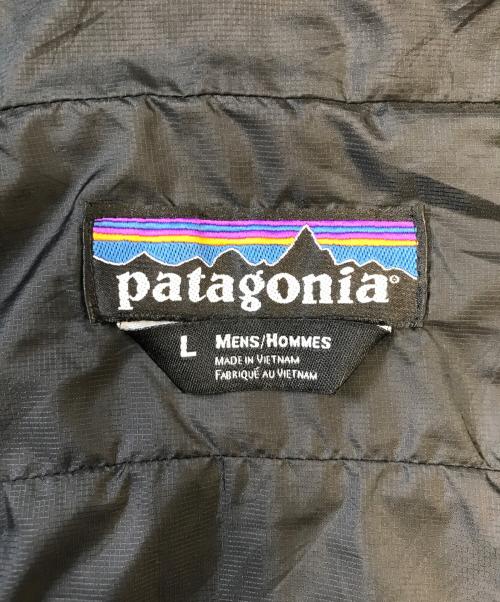 patagonia®
L MENS/HOMMES
MADE IN VIETNAM
FABRIQUÉ AU VIETNAM